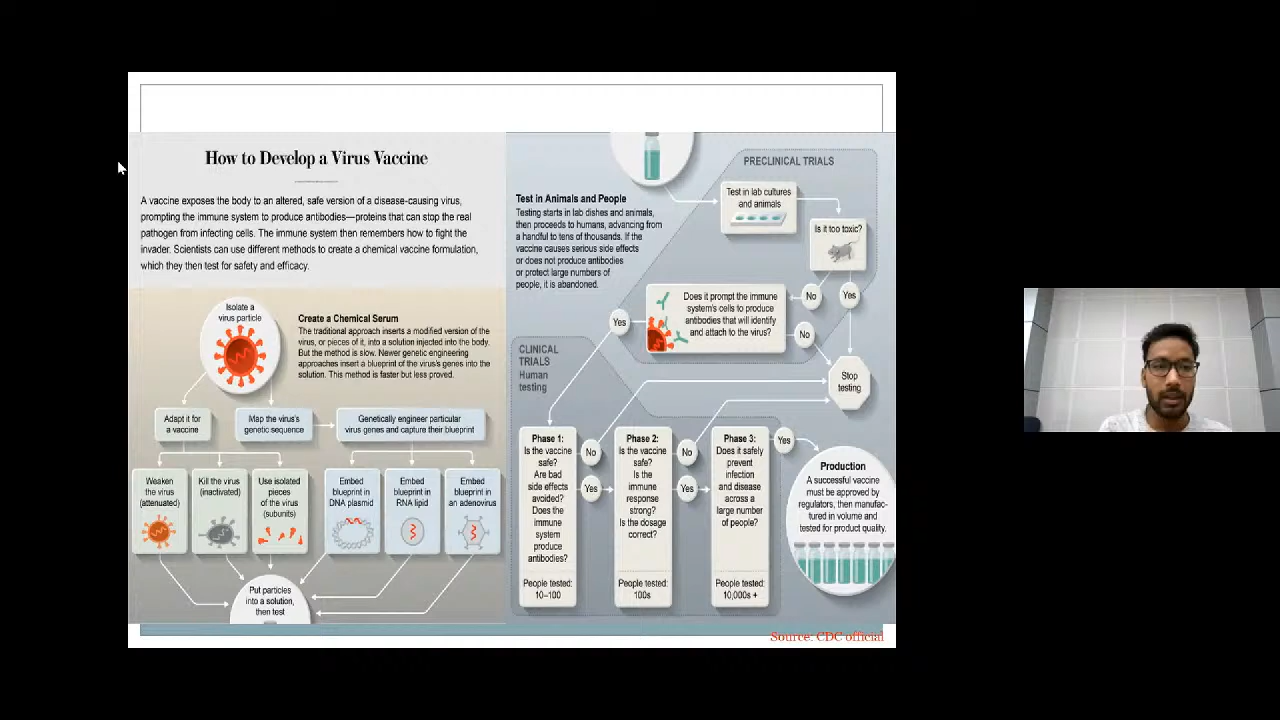 How to Develop a Virus Vaccine
A vaccine exposes the body to an altered, safe version of a disease-causing virus,
prompting the immune system to produce antibodies—proteins that can stop the real
pathogen from infecting cells. The immune system then remembers how to fight the
invader. Scientists can use different methods to create a chemical vaccine formulation,
which they then test for safety and efficacy.
Isolate a
virus particle
Create a Chemical Serum
The traditional approach inserts a modified version of the
virus, or pieces of it, into a solution injected into the body.
But the method is slow. Newer genetic engineering
approaches insert a blueprint of the virus's genes into the
solution. This method is faster but less proved.
Adapt it for
a vaccine
Map the virus's
genetic sequence
Genetically engineer particular
virus genes and capture their blueprint
Weaken
the virus
(attenuated)
Kill the virus
(inactivated)
Use isolated
pieces
of the virus
(subunits)
Embed
blueprint in
DNA plasmid
Embed
blueprint in
RNA lipid
Embed
blueprint in
an adenovirus
Put particles
into a solution,
then test
Test in Animals and People
Testing starts in lab dishes and animals,
then proceeds to humans, advancing from
a handful to tens of thousands. If the
vaccine causes serious side effects
or does not produce antibodies
or protect large numbers of
people, it is abandoned.
PRECLINICAL TRIALS
Test in lab cultures
and animals
Is it too toxic?
No
Yes
Does it prompt the immune
system's cells to produce
antibodies that will identify
and attach to the virus?
Yes
No
Stop
testing
CLINICAL
TRIALS
Human
testing
Phase 1:
Is the vaccine
safe?
Are bad
side effects
avoided?
Does the
immune
system
produce
antibodies?
People tested:
10–100
No
Yes
Phase 2:
Is the vaccine
safe?
Is the
immune
response
strong?
Is the dosage
correct?
People tested:
100s
No
Yes
Phase 3:
Does it safely
prevent
infection
and disease
across a
large number
of people?
People tested:
10,000s +
Yes
Production
A successful vaccine
must be approved by
regulators, then manufac-
tured in volume and
tested for product quality.
Source: CDC official